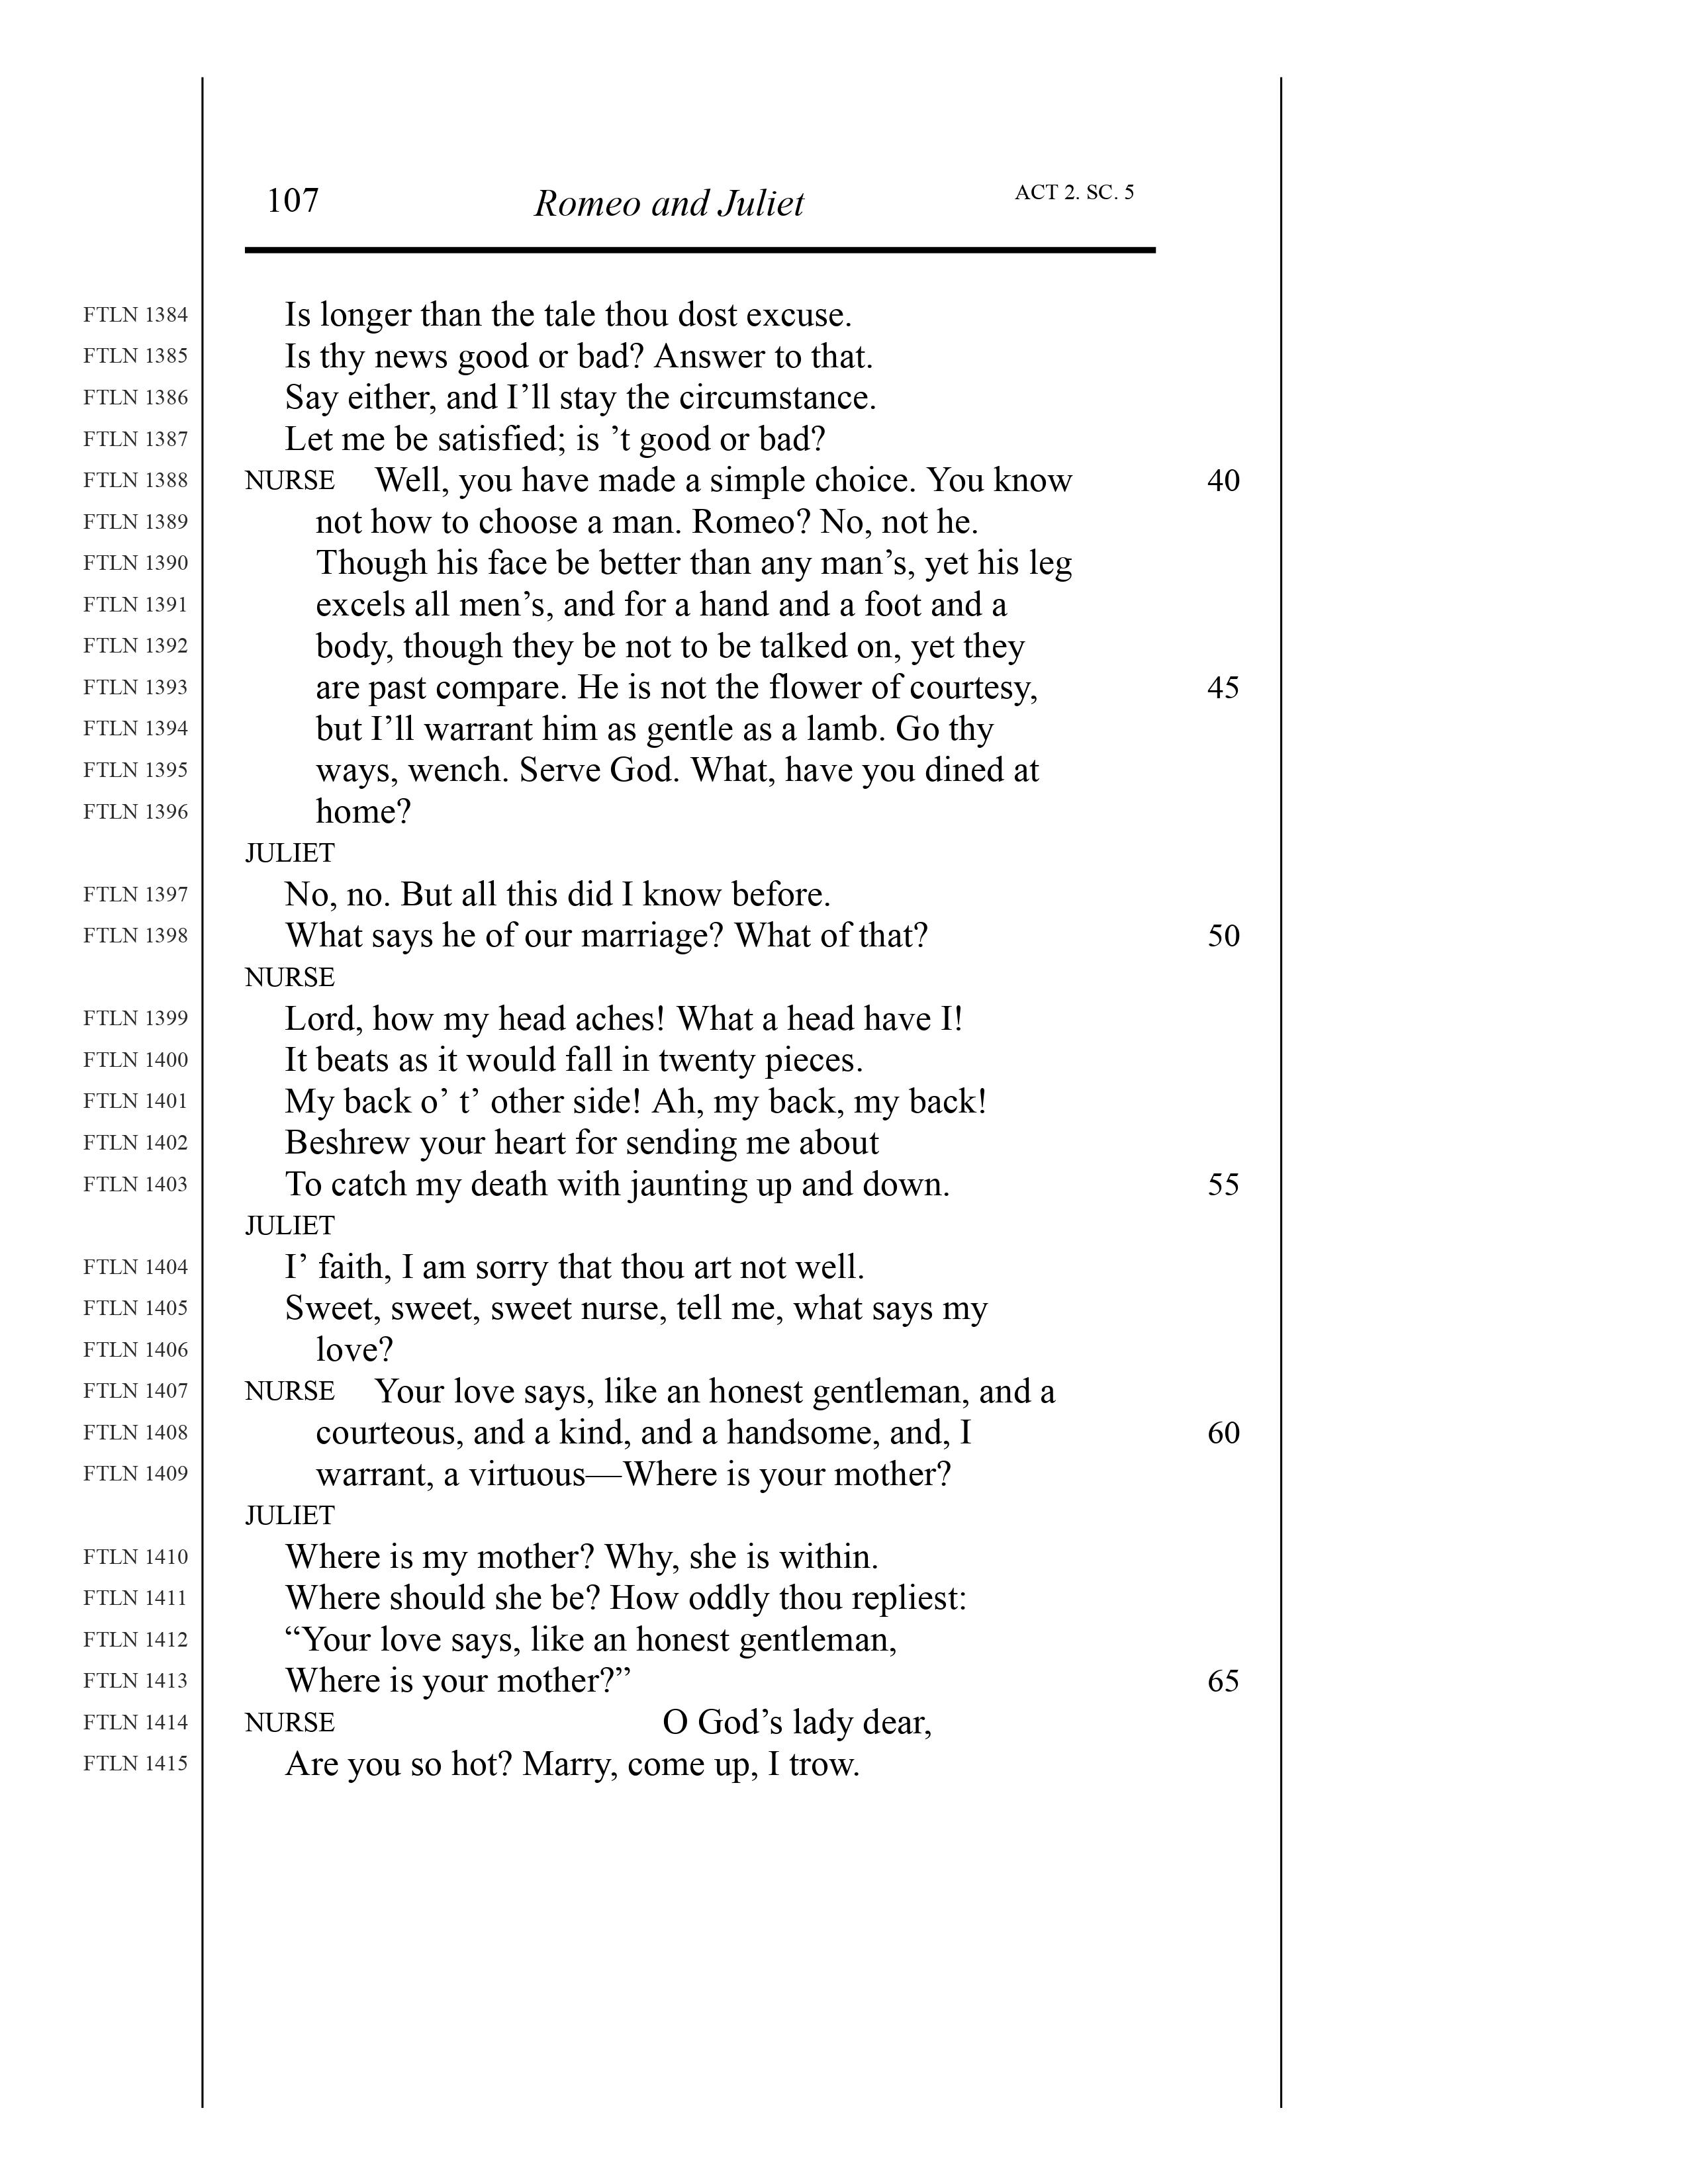 107 Romeo and Juliet ACT 2. SC. 5
FTLN 1384 Is longer than the tale thou dost excuse.
FTLN 1385 Is thy news good or bad? Answer to that.
FTLN 1386 Say either, and I’ll stay the circumstance.
FTLN 1387 Let me be satisfied; is ’t good or bad?
FTLN 1388 NURSE Well, you have made a simple choice. You know 40
FTLN 1389 not how to choose a man. Romeo? No, not he.
FTLN 1390 Though his face be better than any man’s, yet his leg
FTLN 1391 excels all men’s, and for a hand and a foot and a
FTLN 1392 body, though they be not to be talked on, yet they
FTLN 1393 are past compare. He is not the flower of courtesy, 45
FTLN 1394 but I’ll warrant him as gentle as a lamb. Go thy
FTLN 1395 ways, wench. Serve God. What, have you dined at
FTLN 1396 home?
JULIET
FTLN 1397 No, no. But all this did I know before.
FTLN 1398 What says he of our marriage? What of that? 50
NURSE
FTLN 1399 Lord, how my head aches! What a head have I!
FTLN 1400 It beats as it would fall in twenty pieces.
FTLN 1401 My back o’ t’ other side! Ah, my back, my back!
FTLN 1402 Beshrew your heart for sending me about
FTLN 1403 To catch my death with jaunting up and down. 55
JULIET
FTLN 1404 I’ faith, I am sorry that thou art not well.
FTLN 1405 Sweet, sweet, sweet nurse, tell me, what says my
FTLN 1406 love?
FTLN 1407 NURSE Your love says, like an honest gentleman, and a
FTLN 1408 courteous, and a kind, and a handsome, and, I 60
FTLN 1409 warrant, a virtuous—Where is your mother?
JULIET
FTLN 1410 Where is my mother? Why, she is within.
FTLN 1411 Where should she be? How oddly thou repliest:
FTLN 1412 “Your love says, like an honest gentleman,
FTLN 1413 Where is your mother?” 65
FTLN 1414 NURSE O God’s lady dear,
FTLN 1415 Are you so hot? Marry, come up, I trow.